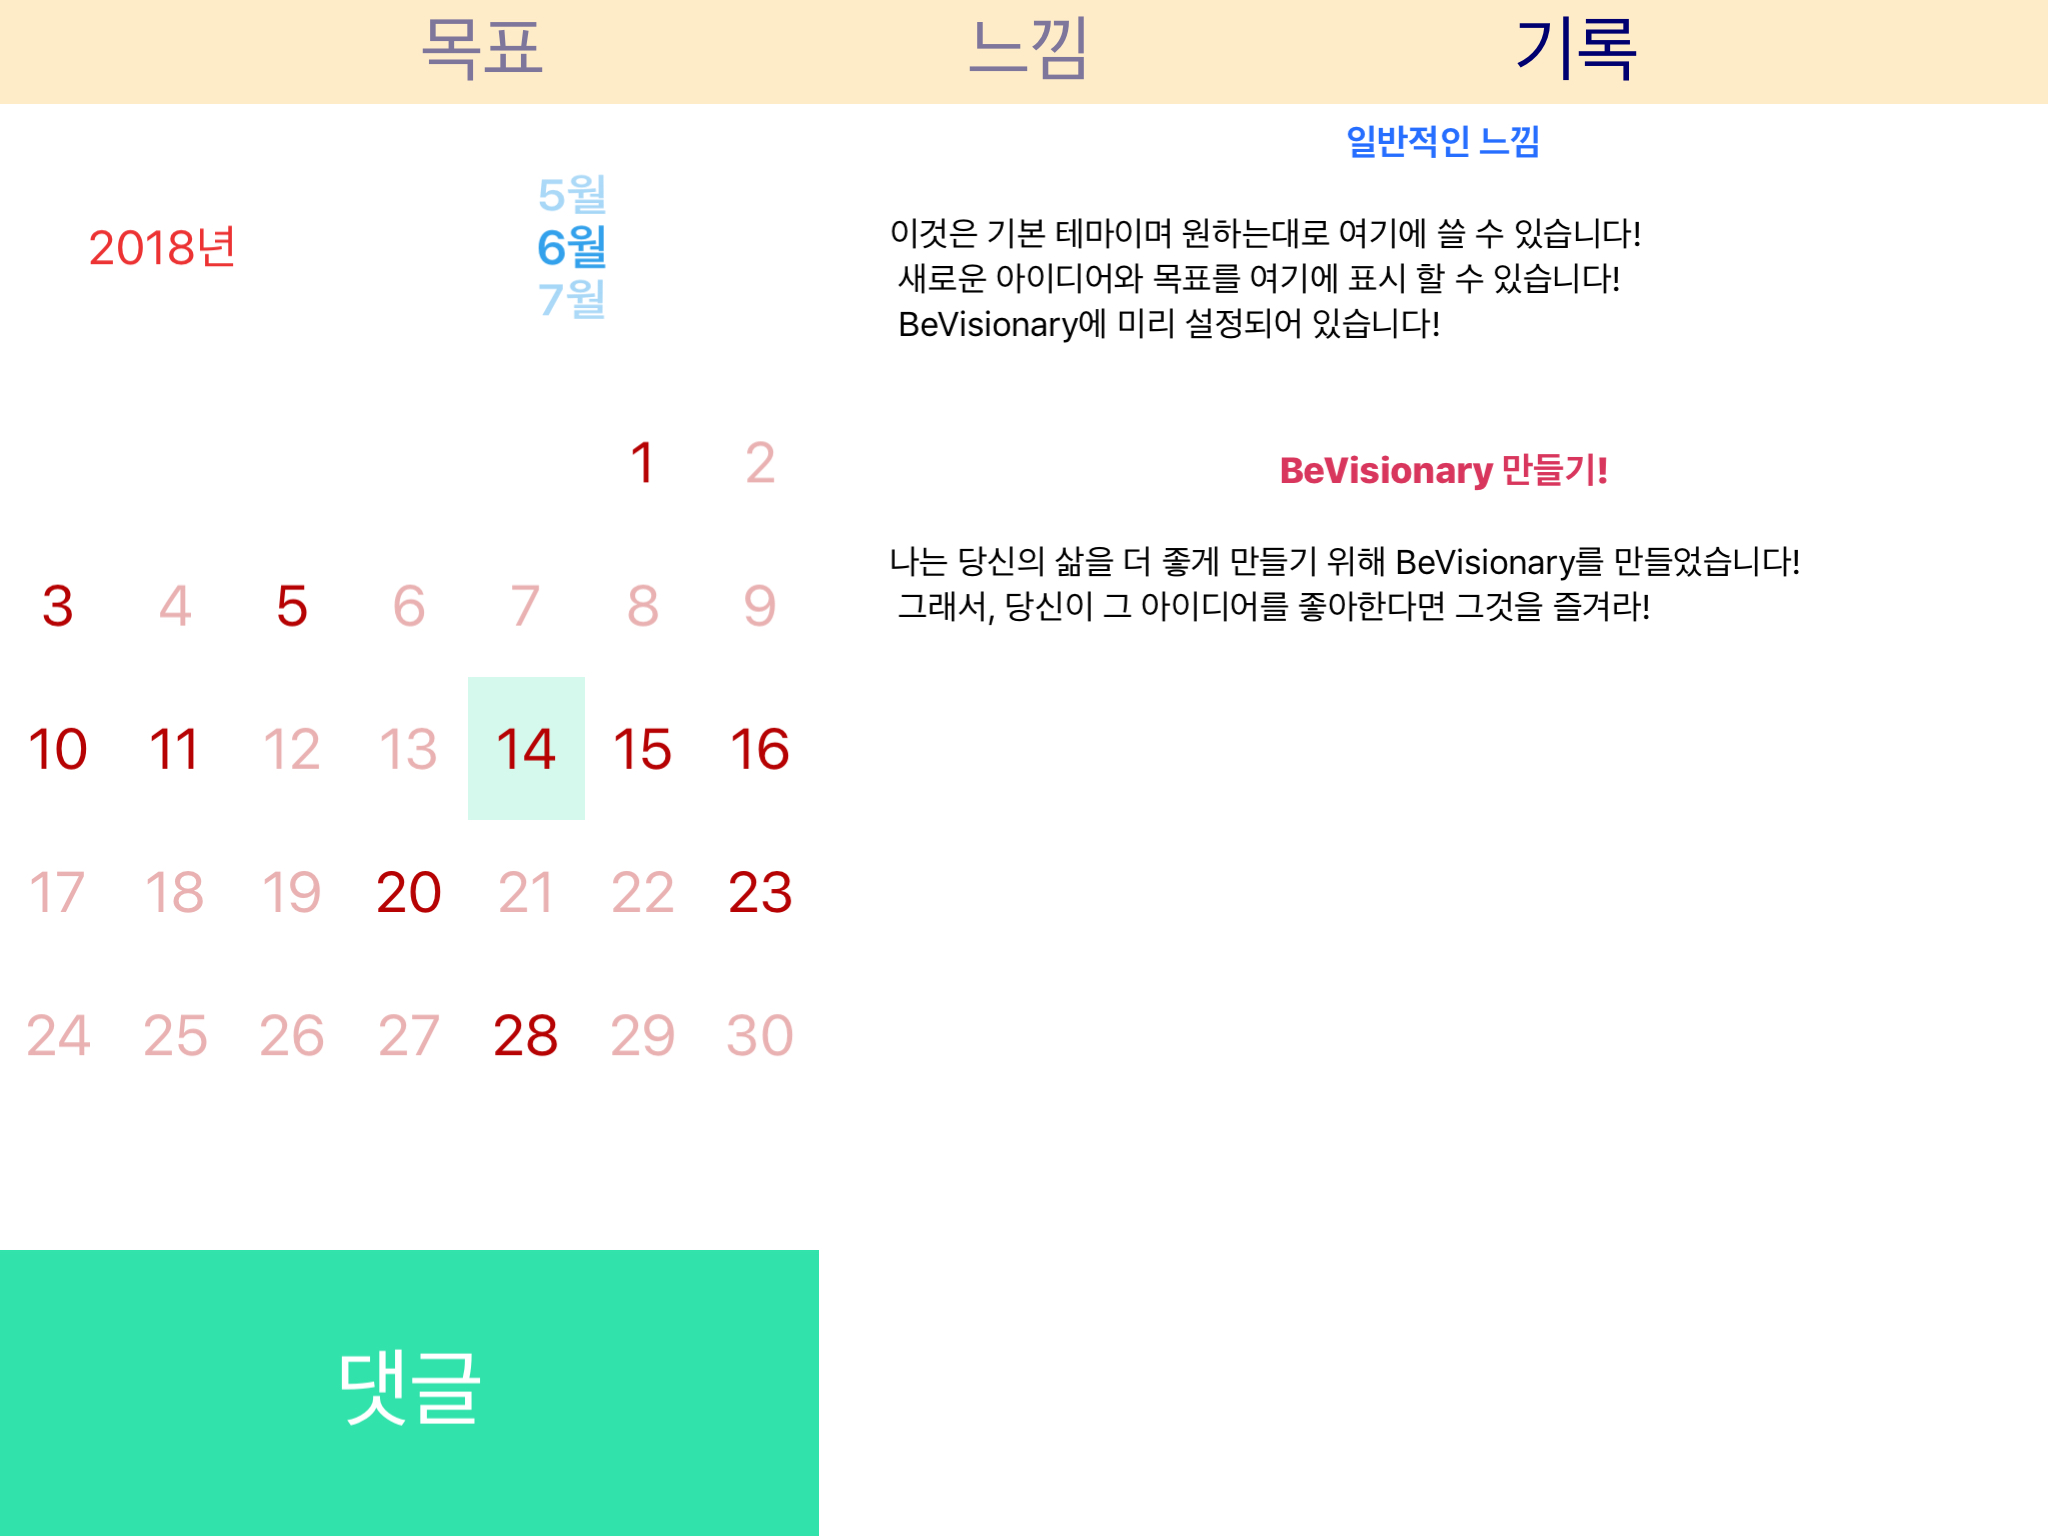 목표 느낌 기록
5월
2018년 6월
7월
1 2
3 4 5 6 7 8 9
10 11 12 13 14 15 16
17 18 19 20 21 22 23
24 25 26 27 28 29 30
댓글
일반적인 느낌
이것은 기본 테마이며 원하는대로 여기에 쓸 수 있습니다!
새로운 아이디어와 목표를 여기에 표시 할 수 있습니다!
BeVisionary에 미리 설정되어 있습니다!
BeVisionary 만들기!
나는 당신의 삶을 더 좋게 만들기 위해 BeVisionary를 만들었습니다!
그래서, 당신이 그 아이디어를 좋아한다면 그것을 즐겨라!